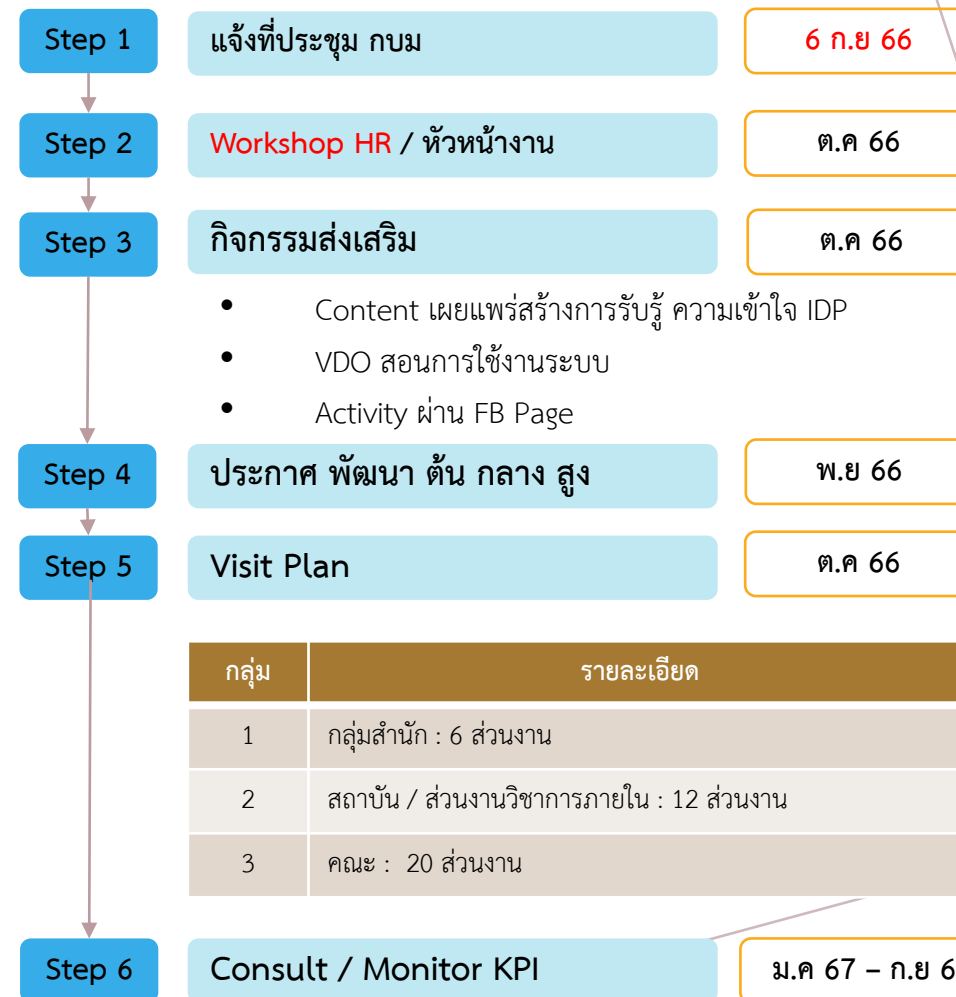 Step 1 แจ้งที่ประชุม กบม 6 ก.ย 66
Step 2 Workshop HR / หัวหน้างาน ต.ค 66
Step 3 กิจกรรมส่งเสริม ต.ค 66
• Content เผยแพร่สร้างการรับรู้ ความเข้าใจ IDP
• VDO สอนการใช้งานระบบ
• Activity ผ่าน FB Page
Step 4 ประกาศ พัฒนา ต้น กลาง สูง พ.ย 66
Step 5 Visit Plan ต.ค 66
กลุ่ม รายละเอียด
1 กลุ่มสำนัก : 6 ส่วนงาน
2 สถาบัน / ส่วนงานวิชาการภายใน : 12 ส่วนงาน
3 คณะ : 20 ส่วนงาน
Step 6 Consult / Monitor KPI ม.ค 67 – ก.ย